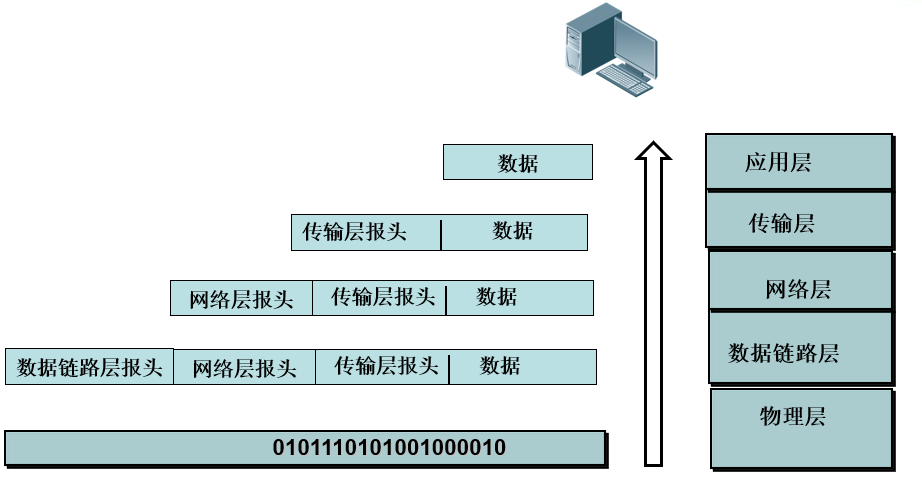 数据
应用层
传输层报头 数据
传输层
网络层报头 传输层报头 数据
网络层
数据链路层报头 网络层报头 传输层报头 数据
数据链路层
物理层
0101110101001000010